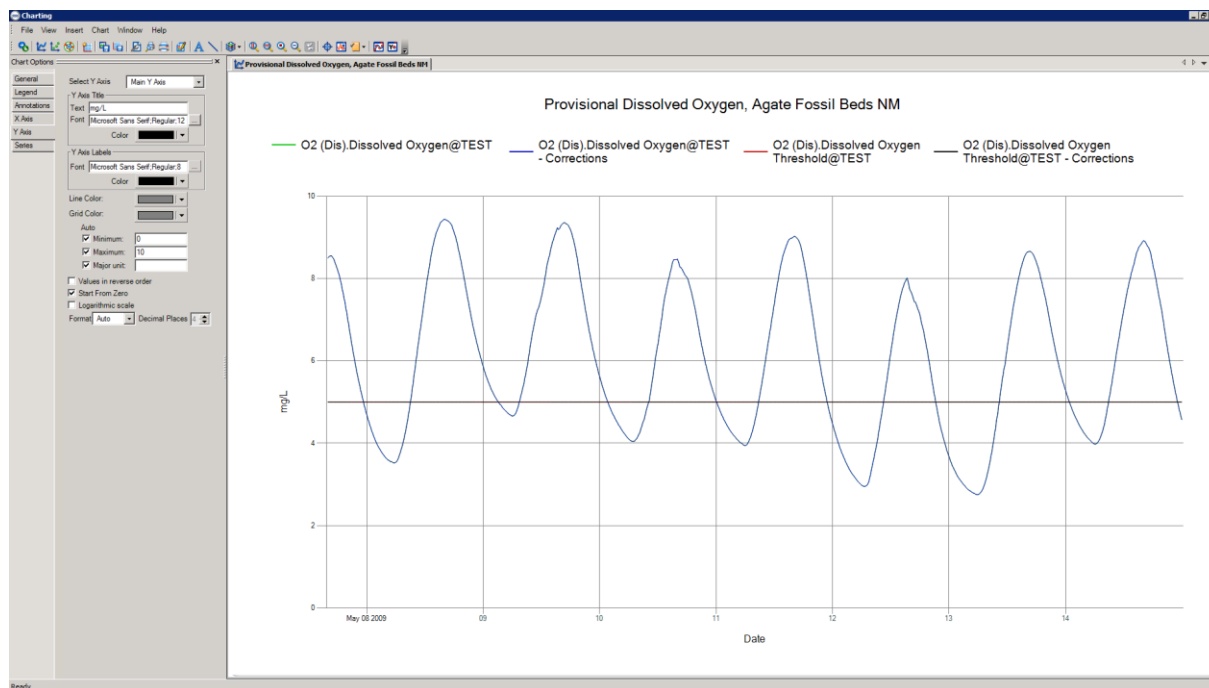 Charting
File View Insert Chart Window Help
Chart Options
Provisional Dissolved Oxygen, Agate Fossil Beds NM
General
Legend
Annotations
X Axis
Y Axis
Series
Select Y Axis Main Y Axis
Y Axis Title
Text mg/L
Font Microsoft Sans Serif;Regular;12 ...
Color
Y Axis Labels
Font Microsoft Sans Serif;Regular;8 ...
Color
Line Color:
Grid Color:
Auto
Minimum: 0
Maximum: 10
Major unit:
Values in reverse order
Start From Zero
Logarithmic scale
Format Auto Decimal Places
Provisional Dissolved Oxygen, Agate Fossil Beds NM
O2 (Dis).Dissolved Oxygen@TEST
O2 (Dis).Dissolved Oxygen@TEST
- Corrections
O2 (Dis).Dissolved Oxygen
Threshold@TEST
O2 (Dis).Dissolved Oxygen
Threshold@TEST - Corrections
10
8
6
4
2
0
mg/L
May 08 2009 09 10 11 12 13 14
Date
Ready